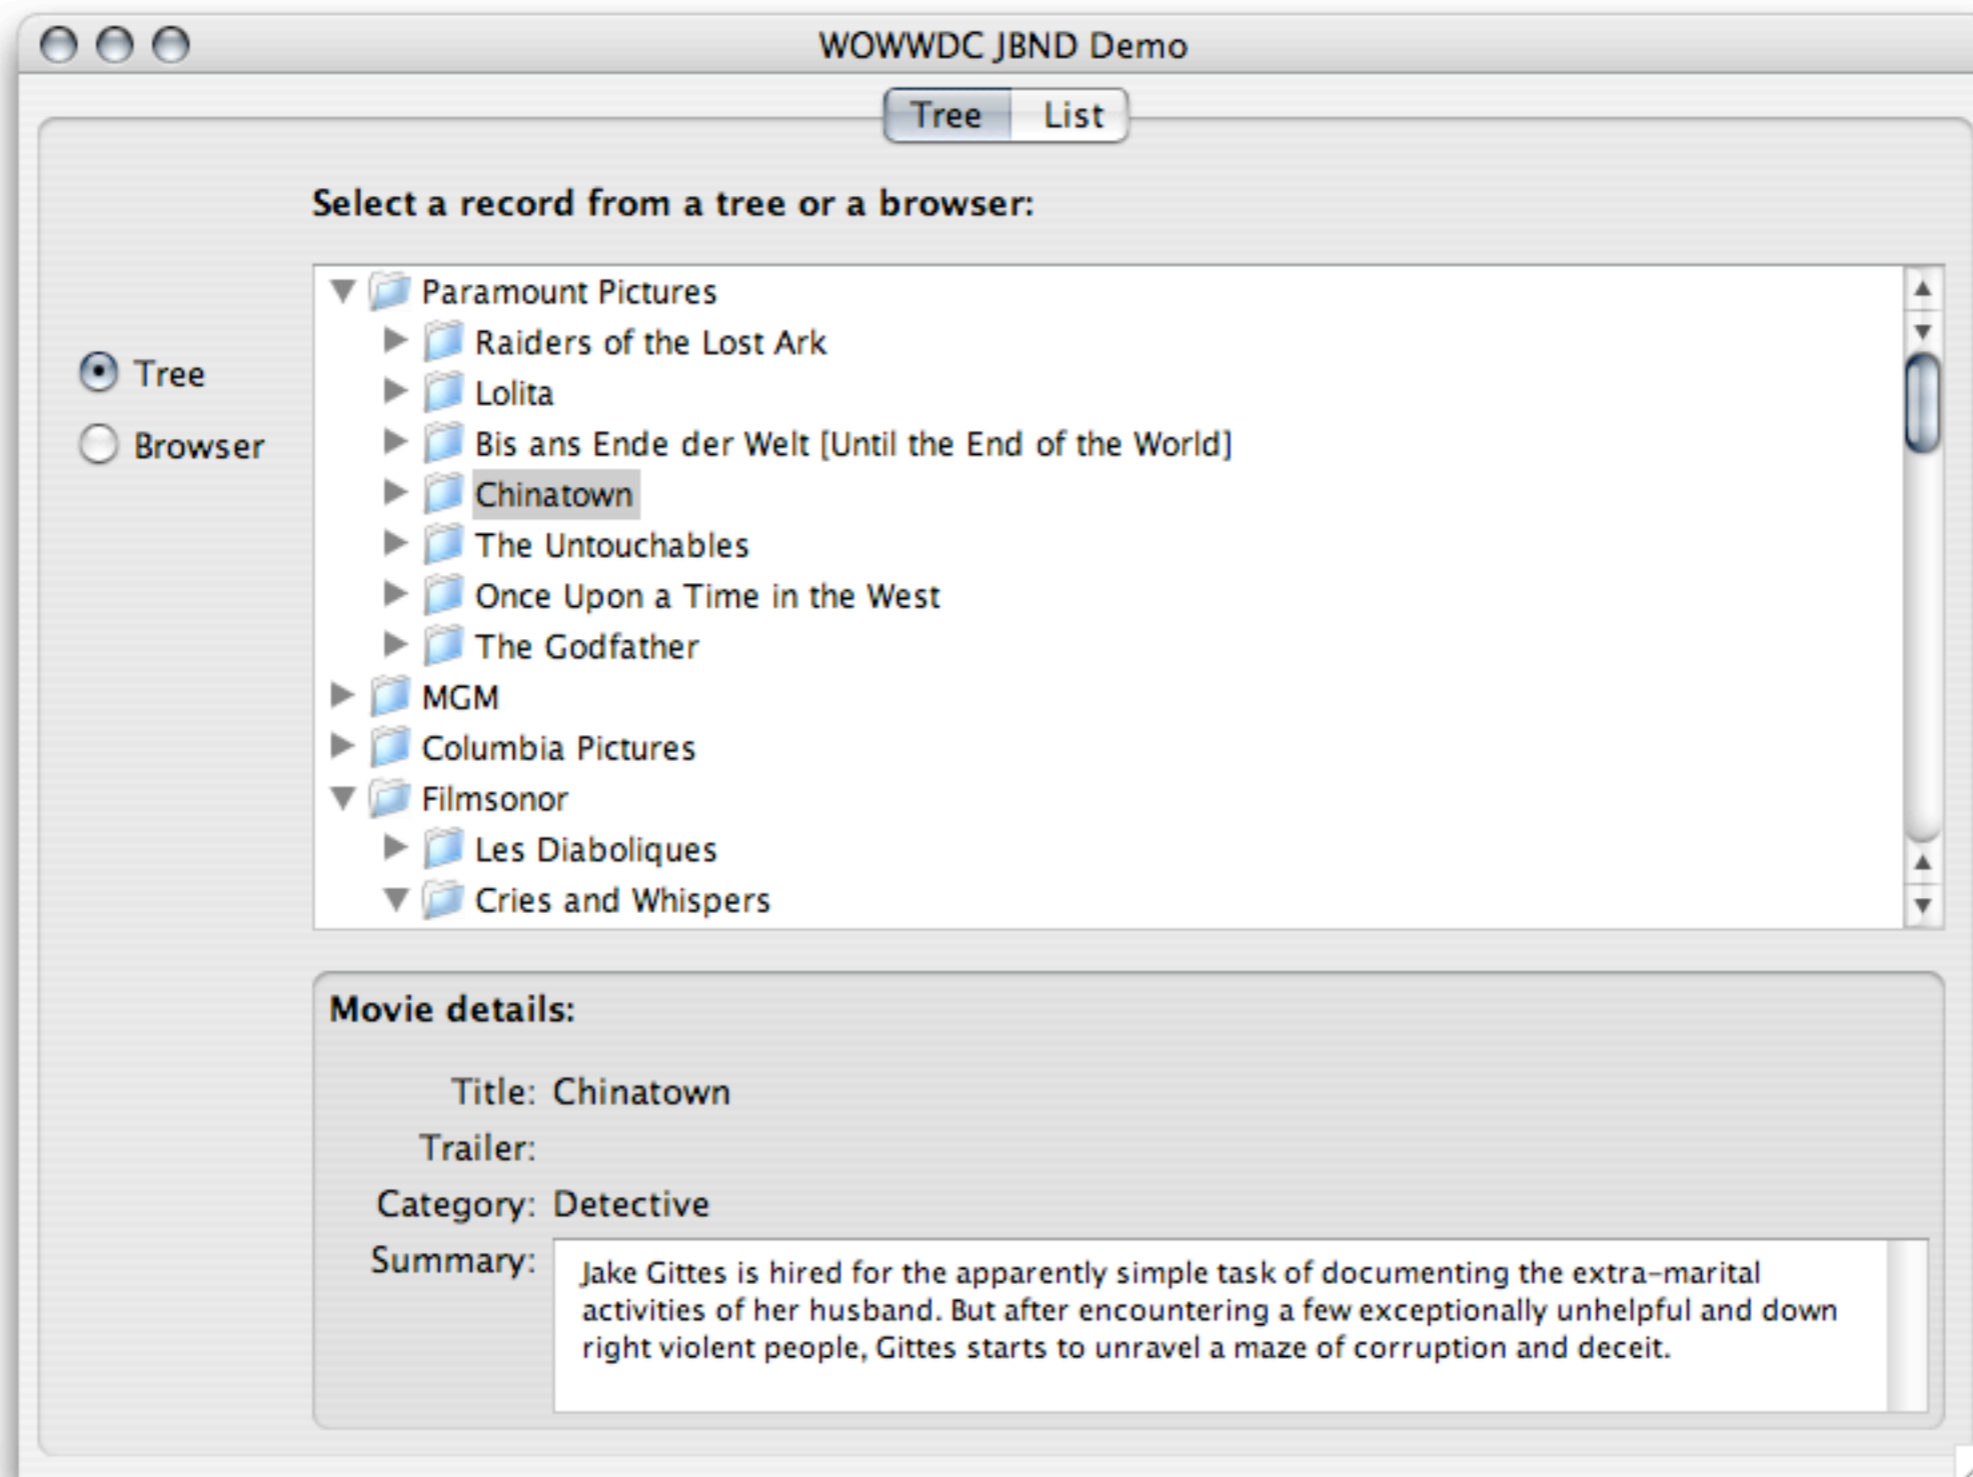 WOWWDC JBND Demo
Tree List
Select a record from a tree or a browser:
Tree
Browser
Paramount Pictures
Raiders of the Lost Ark
Lolita
Bis ans Ende der Welt [Until the End of the World]
Chinatown
The Untouchables
Once Upon a Time in the West
The Godfather
MGM
Columbia Pictures
Filmsonor
Les Diaboliques
Cries and Whispers
Movie details:
Title: Chinatown
Trailer:
Category: Detective
Summary: Jake Gittes is hired for the apparently simple task of documenting the extra-marital
activities of her husband. But after encountering a few exceptionally unhelpful and down
right violent people, Gittes starts to unravel a maze of corruption and deceit.